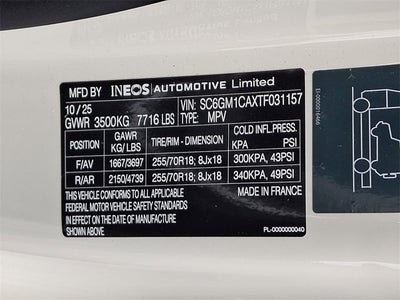 MFD BY INEOS AUTOMOTIVE Limited
10 / 25 VIN: SC6GM1CAXTF031157
GVWR 3500KG 7716 LBS TYPE: MPV
POSITION GAWR KG/ LBS TIRE/RIM - DIMENSION COLD TIRE PRESSURE KPA PSI
F/AV 1667/3697 255/70R18; 8Jx18 300KPA, 43PSI
R/AR 2150/4739 255/70R18; 8Jx18 340KPA, 49PSI
THIS VEHICLE CONFORMS TO ALL APPLICABLE MADE IN FRANCE
FEDERAL MOTOR VEHICLE SAFETY STANDARDS
IN EFFECT ON THE DATE OF MANUFACTURE
SHOWN ABOVE PL-0000000040